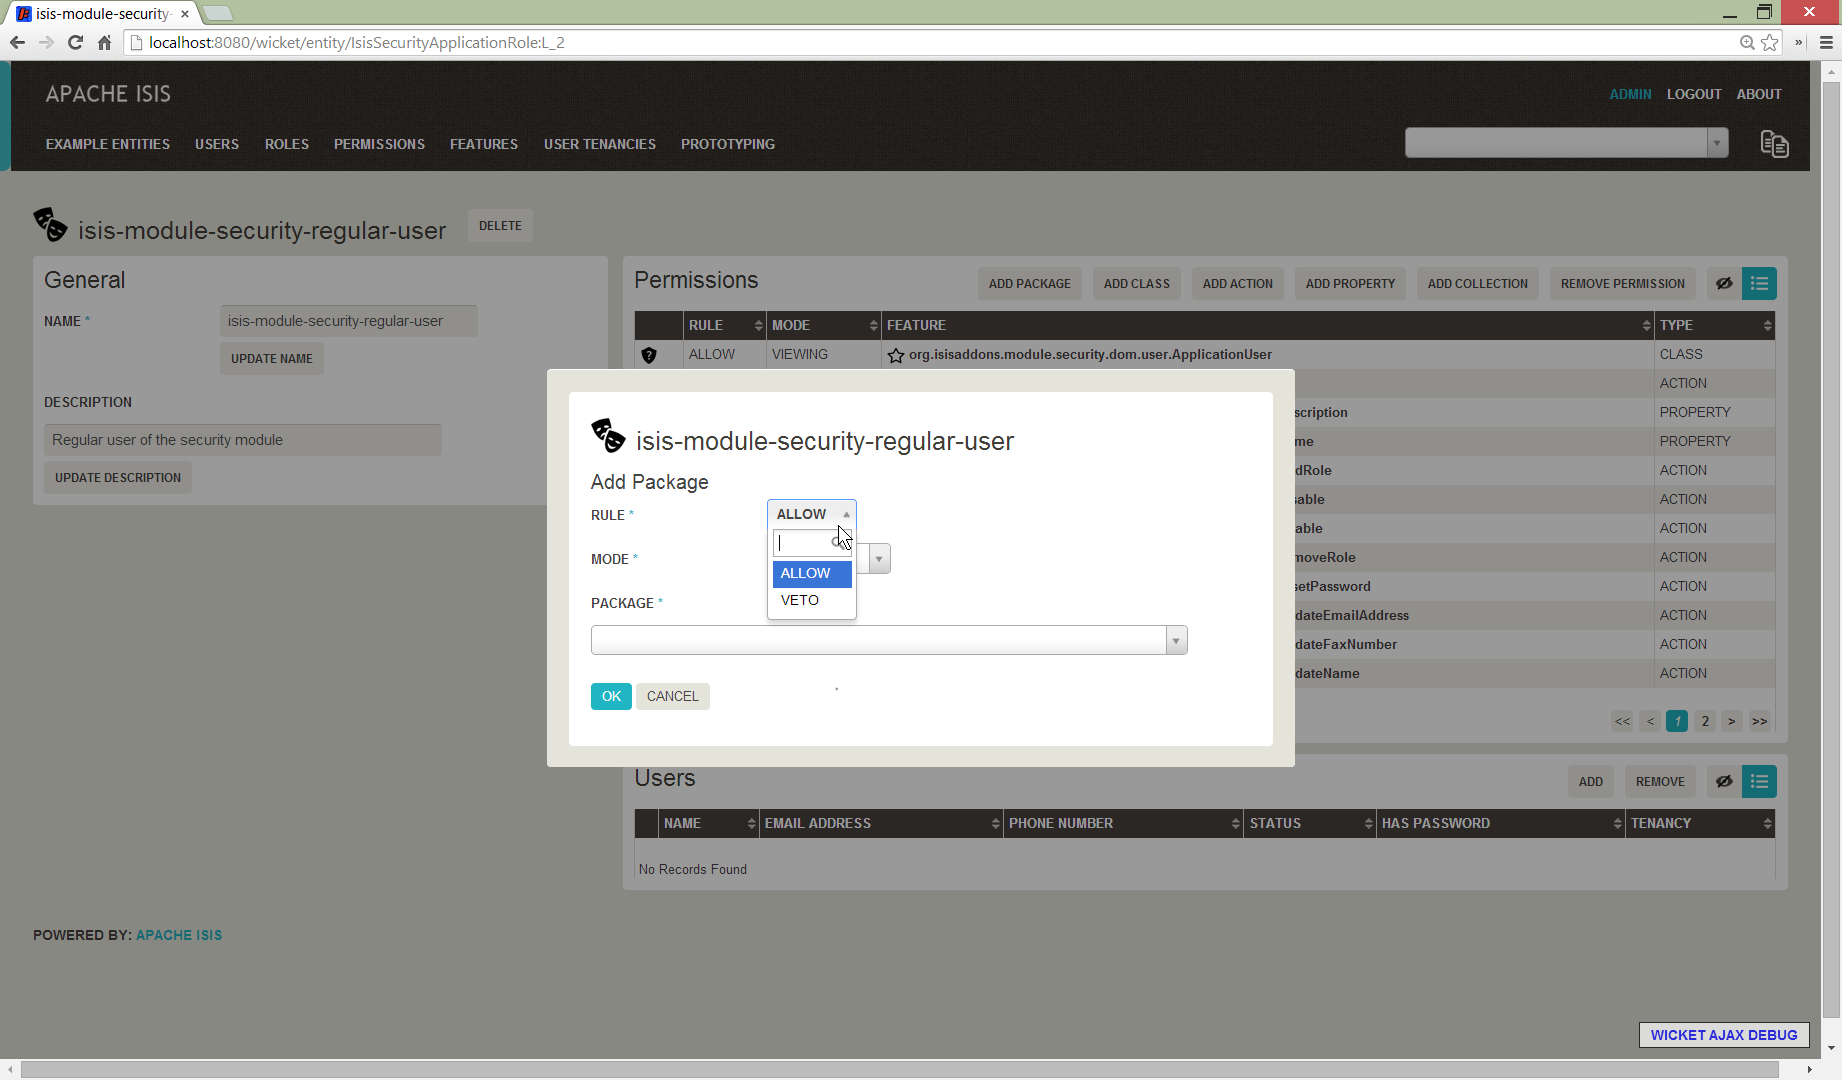 isis-module-security-
localhost:8080/wicket/entity/IsisSecurityApplicationRole:L_2
APACHE ISIS
ADMIN LOGOUT ABOUT
EXAMPLE ENTITIES USERS ROLES PERMISSIONS FEATURES USER TENANCIES PROTOTYPING
isis-module-security-regular-user DELETE
General
NAME * isis-module-security-regular-user
UPDATE NAME
DESCRIPTION
Regular user of the security module
UPDATE DESCRIPTION
Permissions ADD PACKAGE ADD CLASS ADD ACTION ADD PROPERTY ADD COLLECTION REMOVE PERMISSION
RULE MODE FEATURE TYPE
ALLOW VIEWING org.isisaddons.module.security.dom.user.ApplicationUser CLASS
ACTION
scription PROPERTY
me PROPERTY
dRole ACTION
sable ACTION
able ACTION
moveRole ACTION
setPassword ACTION
dateEmailAddress ACTION
dateFaxNumber ACTION
dateName ACTION
<< < 1 2 > >>
isis-module-security-regular-user
Add Package
RULE * ALLOW
ALLOW
VETO
MODE *
PACKAGE *
OK CANCEL
Users ADD REMOVE
NAME EMAIL ADDRESS PHONE NUMBER STATUS HAS PASSWORD TENANCY
No Records Found
POWERED BY: APACHE ISIS
WICKET AJAX DEBUG